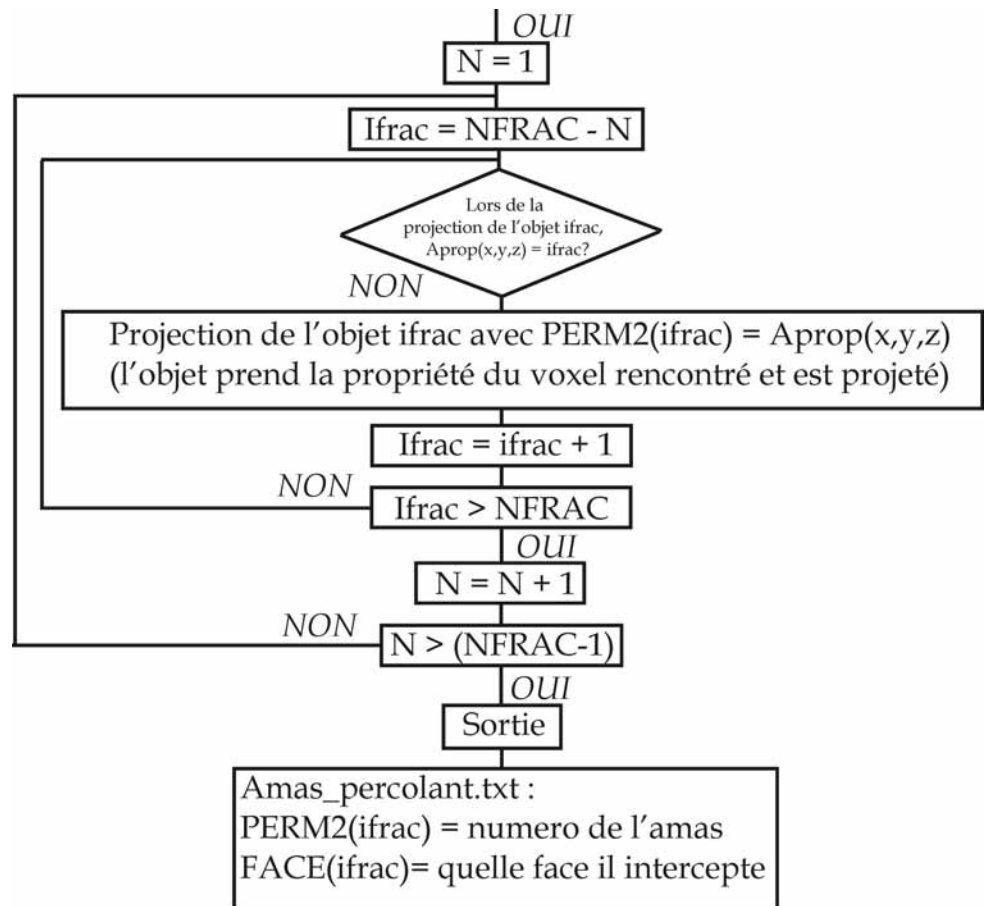 OUI
N = 1
Ifrac = NFRAC - N
Lors de la
projection de l'objet ifrac,
Aprop(x,y,z) = ifrac?
NON
Projection de l'objet ifrac avec PERM2(ifrac) = Aprop(x,y,z)
(l'objet prend la propriété du voxel rencontré et est projeté)
Ifrac = ifrac + 1
NON
Ifrac > NFRAC
OUI
N = N + 1
NON
N > (NFRAC-1)
OUI
Sortie
Amas_percolant.txt :
PERM2(ifrac) = numero de l'amas
FACE(ifrac)= quelle face il intercepte